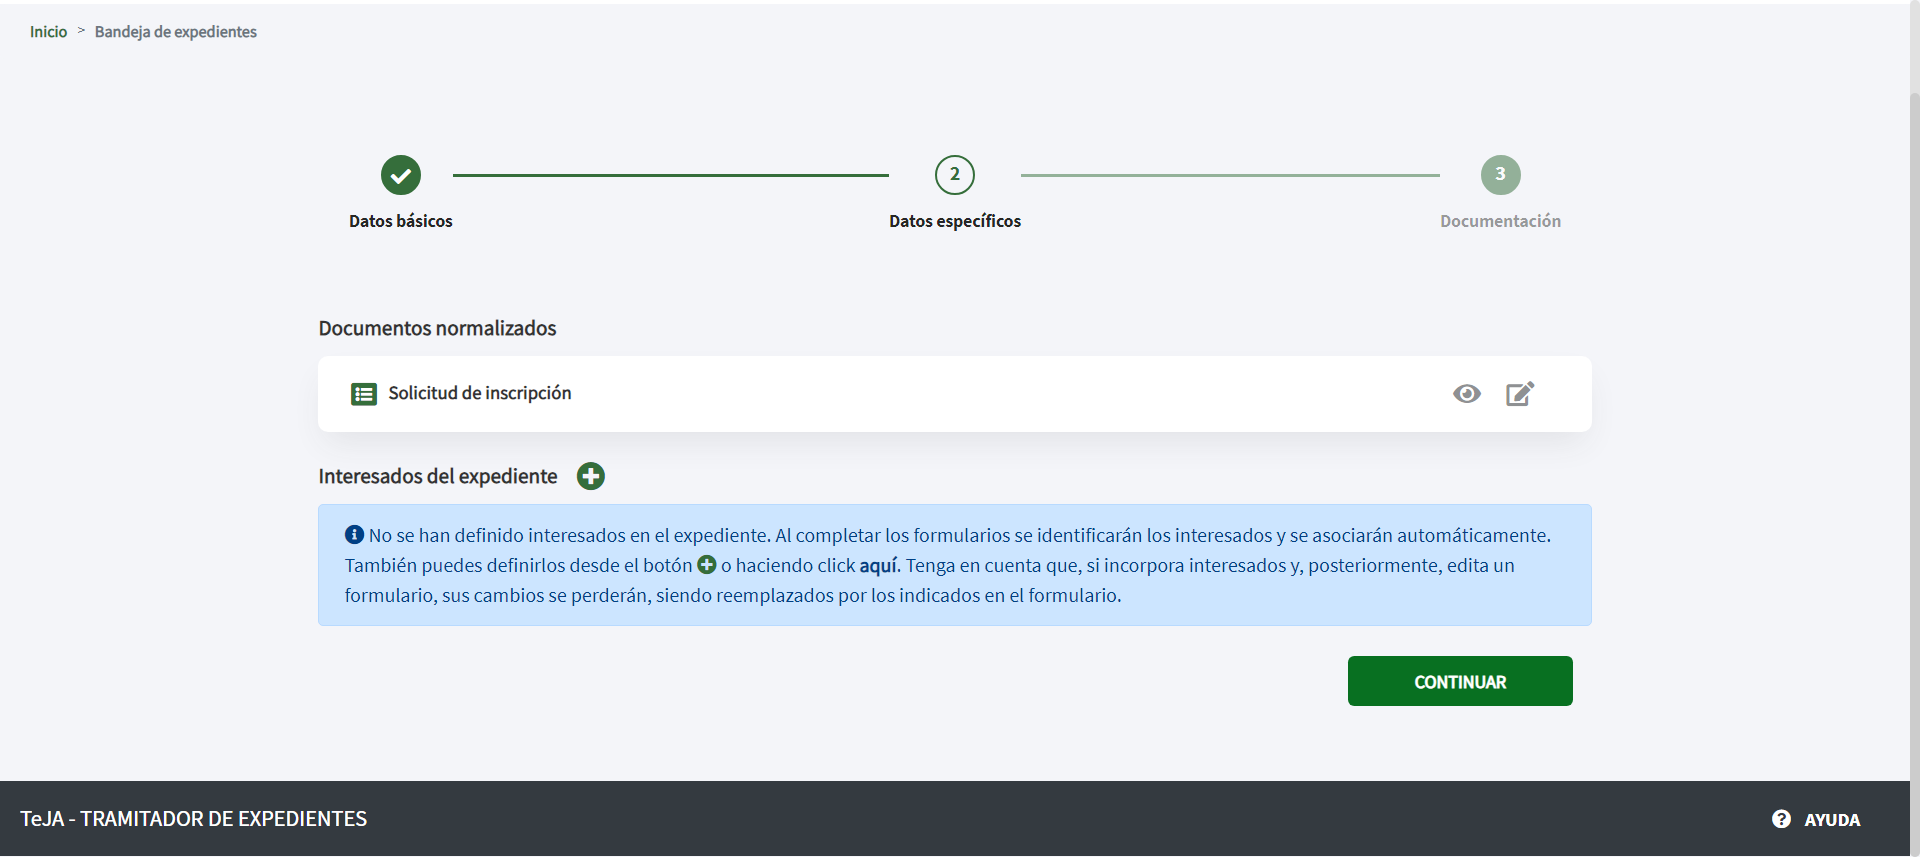 Inicio > Bandeja de expedientes
2
3
Datos básicos
Datos específicos
Documentación
Documentos normalizados
Solicitud de inscripción
Interesados del expediente
No se han definido interesados en el expediente. Al completar los formularios se identificarán los interesados y se asociarán automáticamente.
También puedes definirlos desde el botón o haciendo click aquí. Tenga en cuenta que, si incorpora interesados y, posteriormente, edita un
formulario, sus cambios se perderán, siendo reemplazados por los indicados en el formulario.
CONTINUAR
TeJA - TRAMITADOR DE EXPEDIENTES
AYUDA